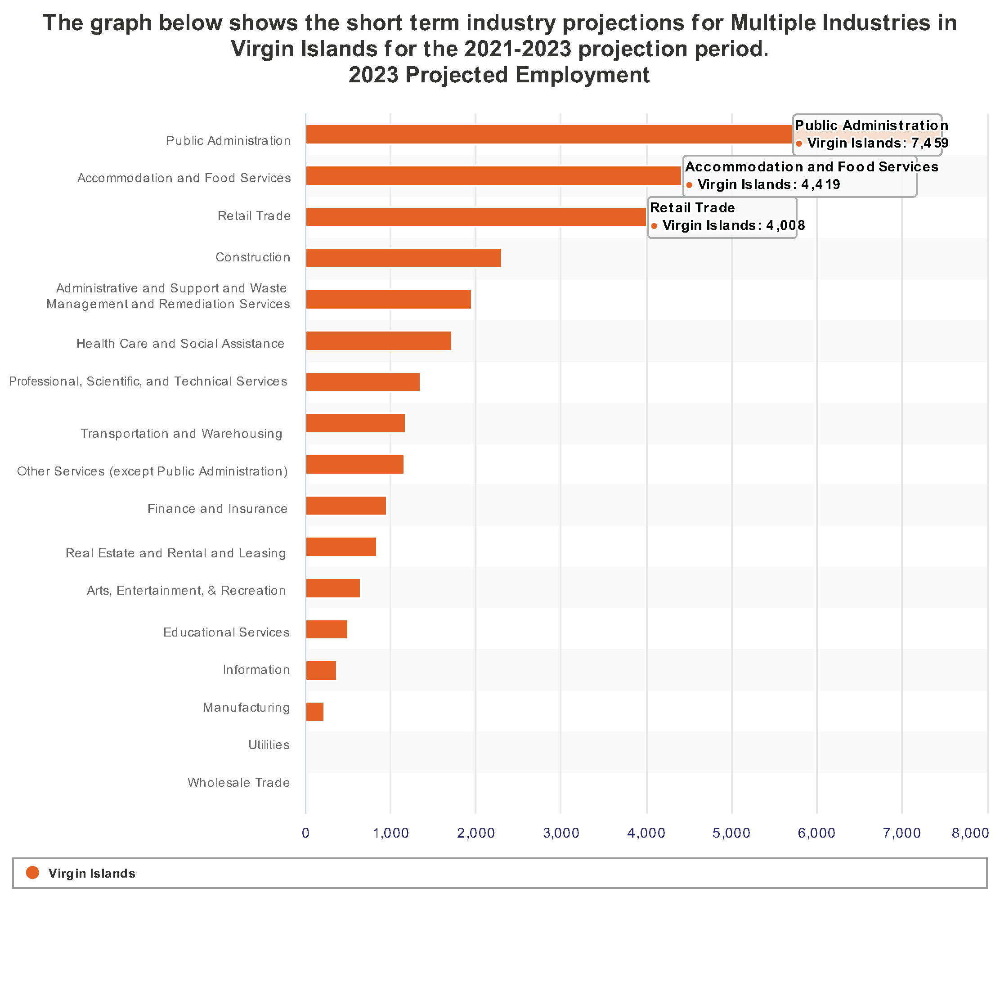 The graph below shows the short term industry projections for Multiple Industries in
Virgin Islands for the 2021-2023 projection period.
2023 Projected Employment
Public Administration
Public Administration
Virgin Islands: 7,459
Accommodation and Food Services
Accommodation and Food Services
Virgin Islands: 4,419
Retail Trade
Retail Trade
Virgin Islands: 4,008
Construction
Administrative and Support and Waste
Management and Remediation Services
Health Care and Social Assistance
Professional, Scientific, and Technical Services
Transportation and Warehousing
Other Services (except Public Administration)
Finance and Insurance
Real Estate and Rental and Leasing
Arts, Entertainment, & Recreation
Educational Services
Information
Manufacturing
Utilities
Wholesale Trade
0 1,000 2,000 3,000 4,000 5,000 6,000 7,000 8,000
Virgin Islands